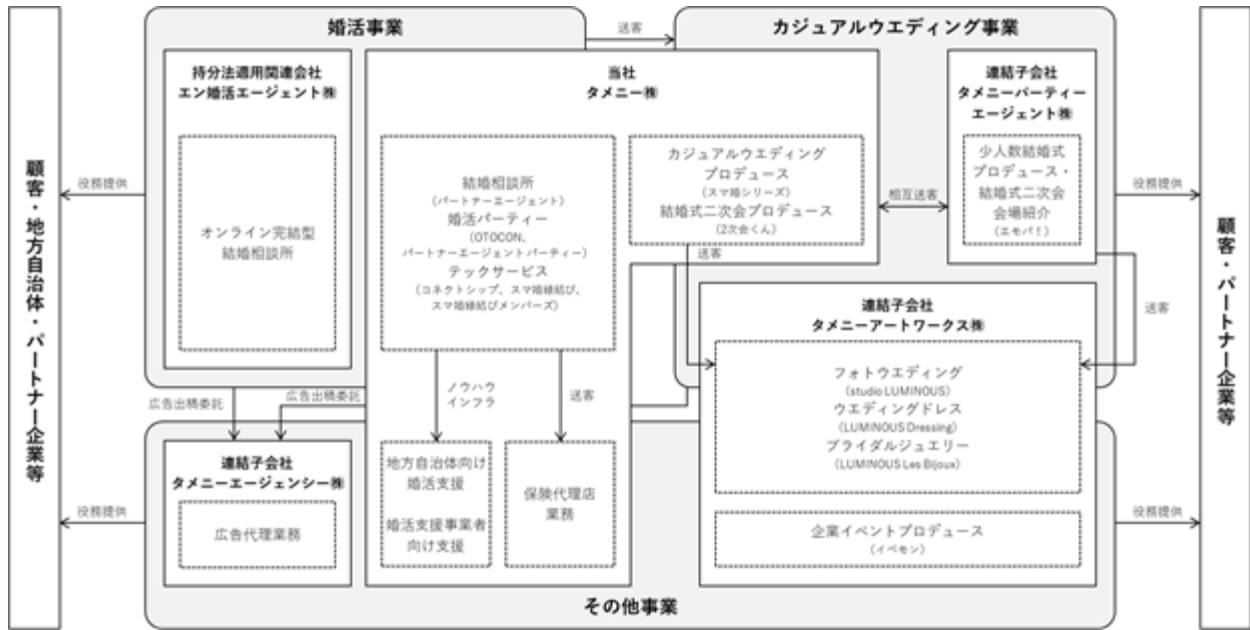 婚活事業
送客
カジュアルウエディング事業
顧客・地方自治体・パートナー企業等
役務提供
役務提供
持分法適用関連会社
エン婚活エージェント㈱
オンライン完結型
結婚相談所
当社
タメニー㈱
結婚相談所
（パートナーエージェント）
婚活パーティー
（OTOCON、
パートナーエージェントパーティー）
テックサービス
（コネクトシップ、スマ婚縁結び、
スマ婚縁結びメンバーズ）
カジュアルウエディング
プロデュース
（スマ婚シリーズ）
結婚式二次会プロデュース
（2次会くん）
送客
相互送客
連結子会社
タメニーパーティー
エージェント㈱
少人数結婚式
プロデュース・
結婚式二次会
会場紹介
（エモパ！）
送客
役務提供
役務提供
顧客・パートナー企業等
連結子会社
タメニーアートワークス㈱
フォトウエディング
（studio LUMINOUS）
ウエディングドレス
（LUMINOUS Dressing）
ブライダルジュエリー
（LUMINOUS Les Bijoux）
企業イベントプロデュース
（イベモン）
広告出稿委託
広告出稿委託
ノウハウ
インフラ
送客
連結子会社
タメニーエージェンシー㈱
広告代理業務
地方自治体向け
婚活支援
婚活支援事業者
向け支援
保険代理店
業務
その他事業